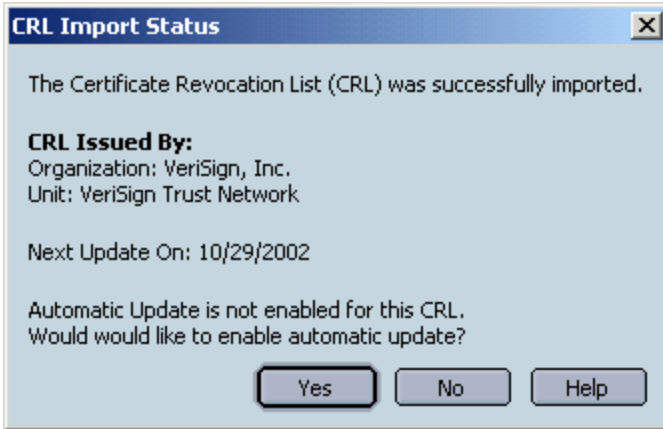 CRL Import Status
The Certificate Revocation List (CRL) was successfully imported.
CRL Issued By:
Organization: VeriSign, Inc.
Unit: VeriSign Trust Network
Next Update On: 10/29/2002
Automatic Update is not enabled for this CRL.
Would would like to enable automatic update?
Yes No Help